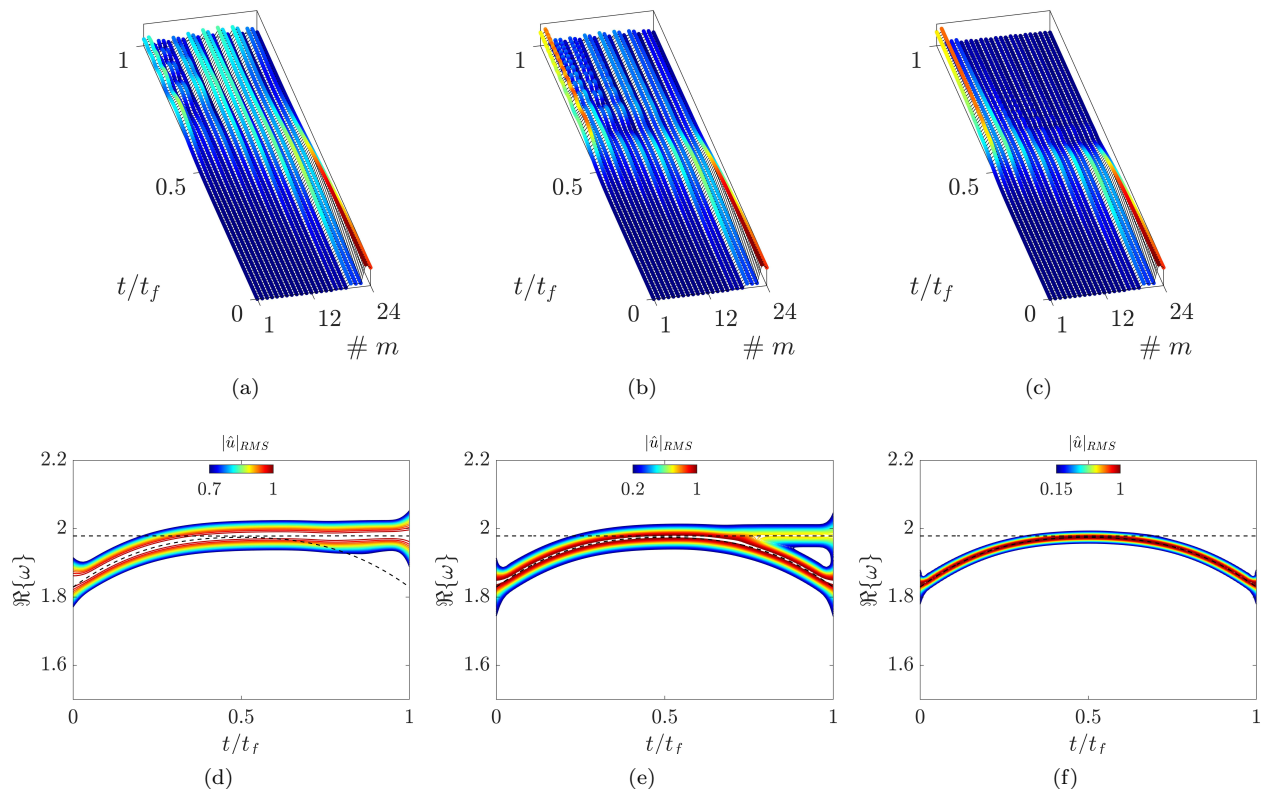 1 1 1
0.5 0.5 0.5
t/t_f t/t_f t/t_f
0 1 12 24 0 1 12 24 0 1 12 24
# m # m # m
(a) (b) (c)
|û|_RMS |û|_RMS |û|_RMS
2.2 2.2 2.2
0.7 1 0.2 1 0.15 1
2 2 2
ℜ{ω} ℜ{ω} ℜ{ω}
1.8 1.8 1.8
1.6 1.6 1.6
0 0.5 1 0 0.5 1 0 0.5 1
t/t_f t/t_f t/t_f
(d) (e) (f)